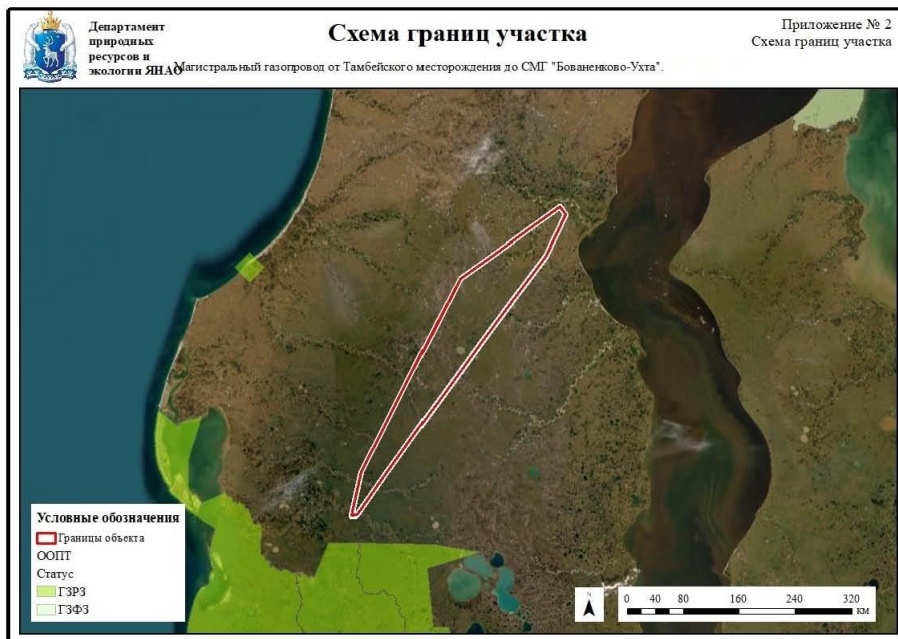 Департамент
природных
ресурсов и
экологии ЯНАО
Схема границ участка
Магистральный газопровод от Тамбейского месторождения до СМГ "Бованенково-Ухта".
Приложение № 2
Схема границ участка
Условные обозначения
Границы объекта
ООПТ
Статус
ГЗРЗ
ГЗФЗ
N
0 40 80 160 240 320
км